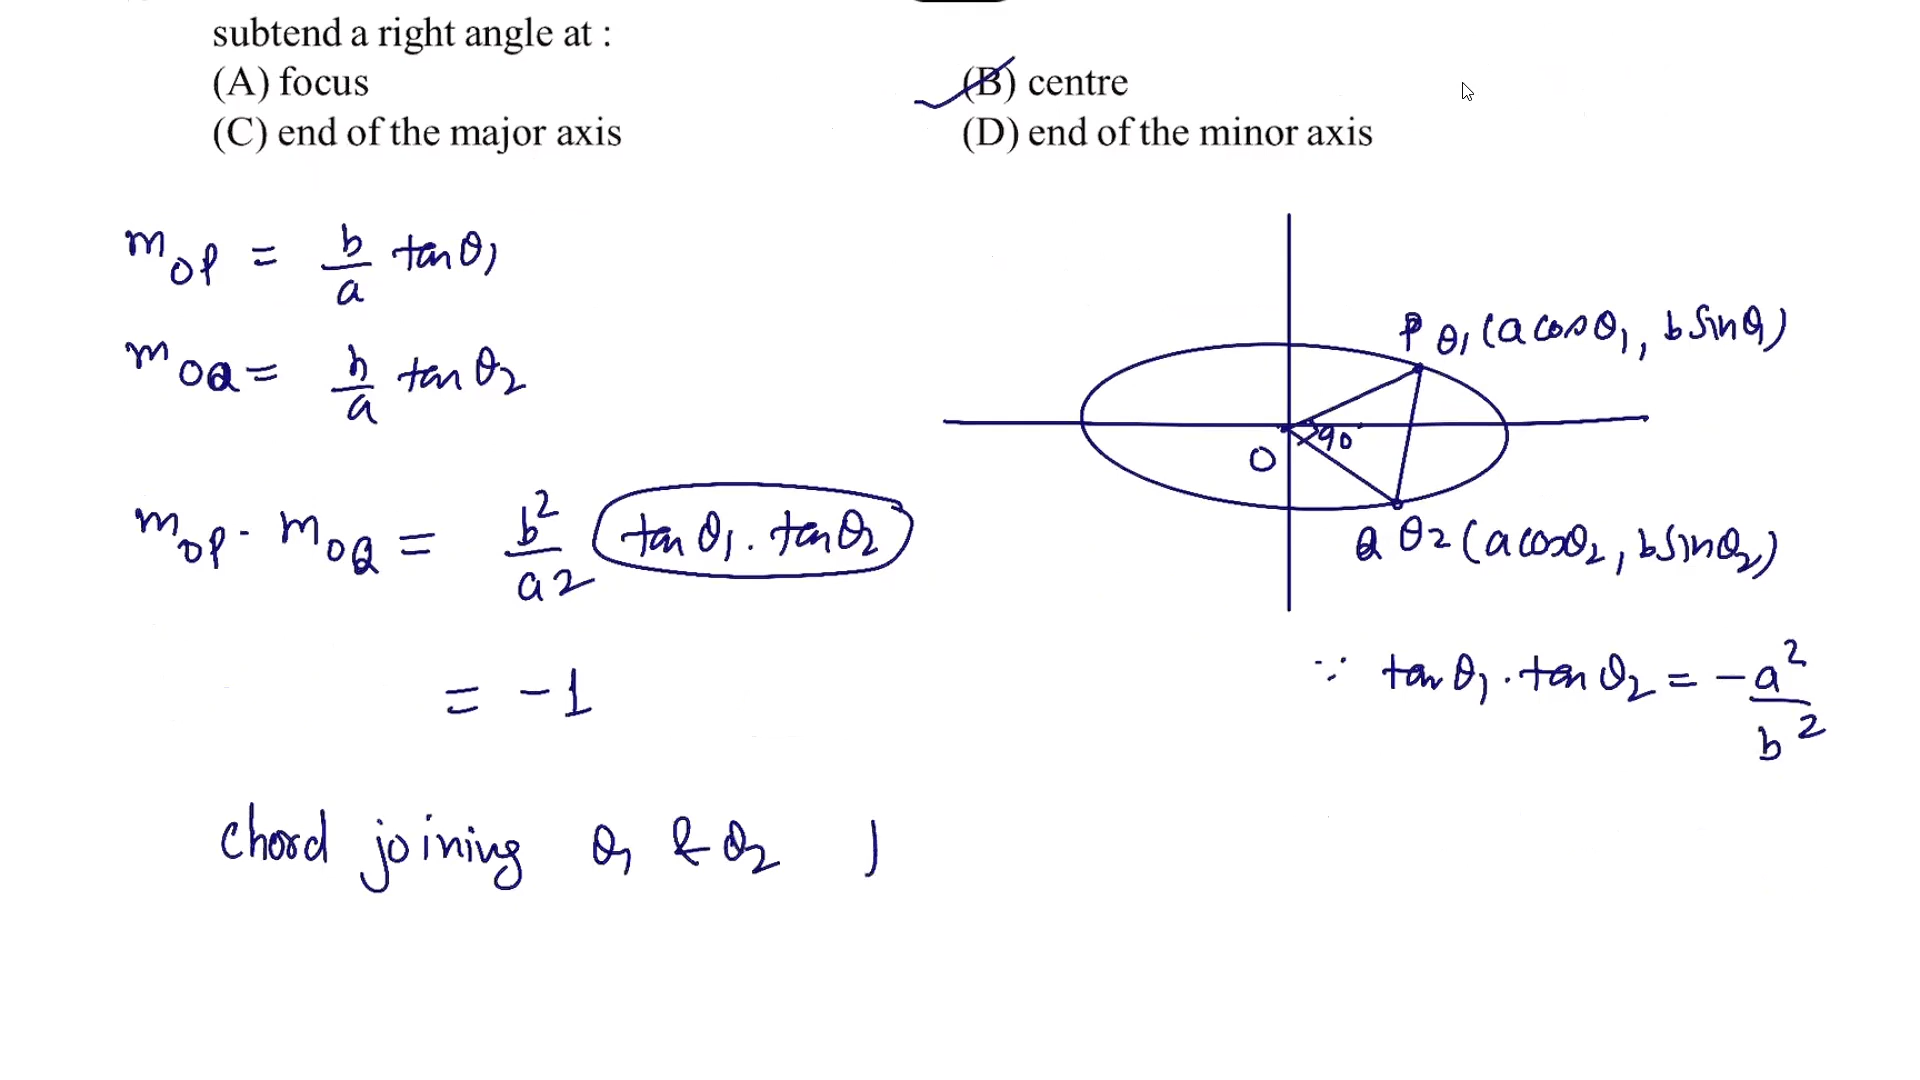 subtend a right angle at :
(A) focus
(B) centre
(C) end of the major axis
(D) end of the minor axis
m_OP = b/a tanθ₁
m_OQ = b/a tanθ₂
m_OP · m_OQ = b²/a² tanθ₁ . tanθ₂
= -1
P θ₁ (a cosθ₁, b sinθ₁)
90°
O
Q θ₂ (a cosθ₂, b sinθ₂)
∵ tanθ₁ . tanθ₂ = -a²/b²
chord joining θ₁ & θ₂